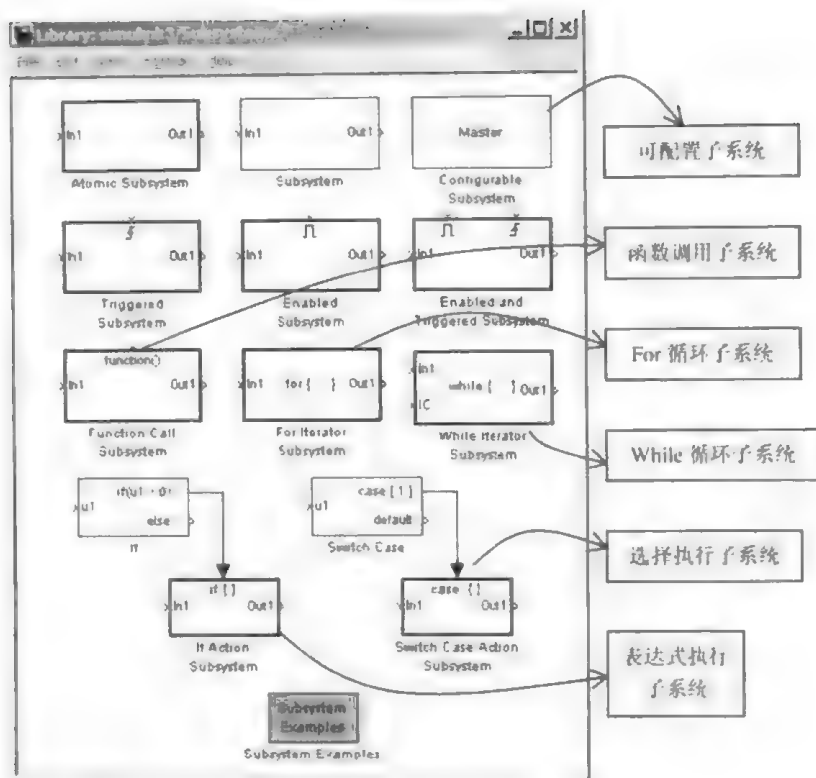 Library: simulink3/
In1 Out1
Atomic Subsystem
In1 Out1
Subsystem
Master
Configurable
Subsystem
In1 Out1
Triggered
Subsystem
In1 Out1
Enabled
Subsystem
In1 Out1
Enabled and
Triggered Subsystem
function()
In1 Out1
Function Call
Subsystem
In1 for { } Out1
For Iterator
Subsystem
In1
while { } Out1
IC
While Iterator
Subsystem
if(u1 > 0)
u1
else
If
case [ 1 ]
u1
default
Switch Case
if { }
In1 Out1
If Action
Subsystem
case { }
In1 Out1
Switch Case Action
Subsystem
Subsystem
Examples
Subsystem Examples
可配置子系统
函数调用子系统
For 循环子系统
While 循环子系统
选择执行子系统
表达式执行
子系统